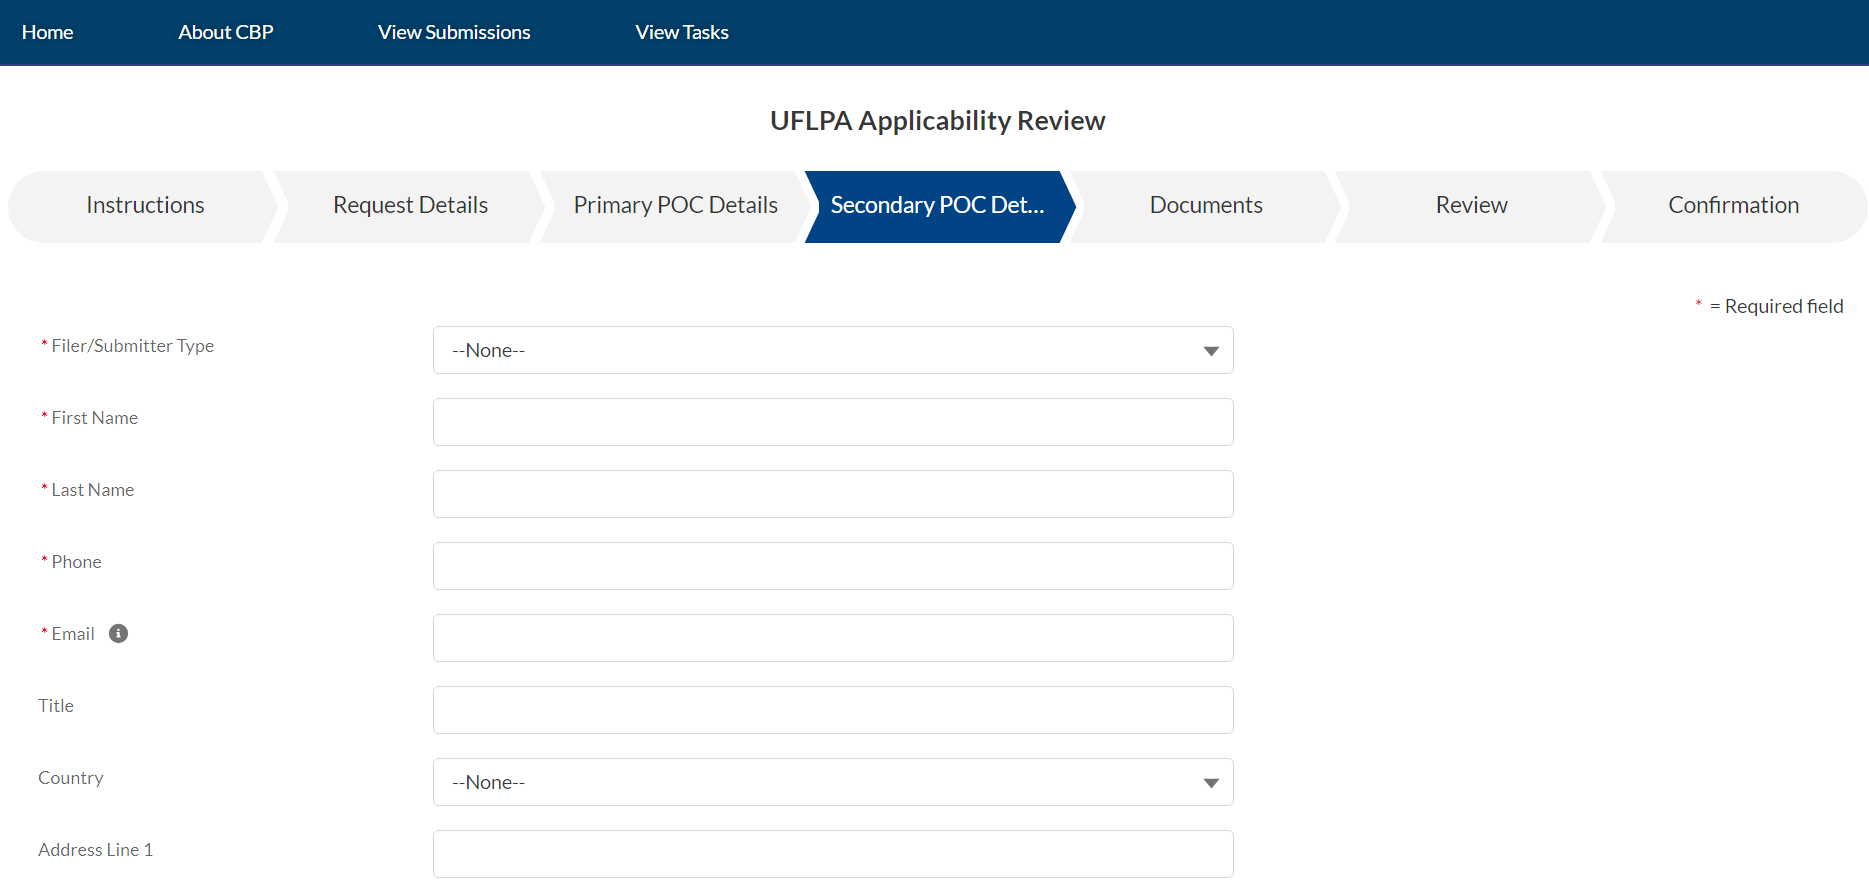 Home About CBP View Submissions View Tasks
UFLPA Applicability Review
Instructions Request Details Primary POC Details Secondary POC Det... Documents Review Confirmation
* = Required field
* Filer/Submitter Type --None--
* First Name
* Last Name
* Phone
* Email
Title
Country --None--
Address Line 1